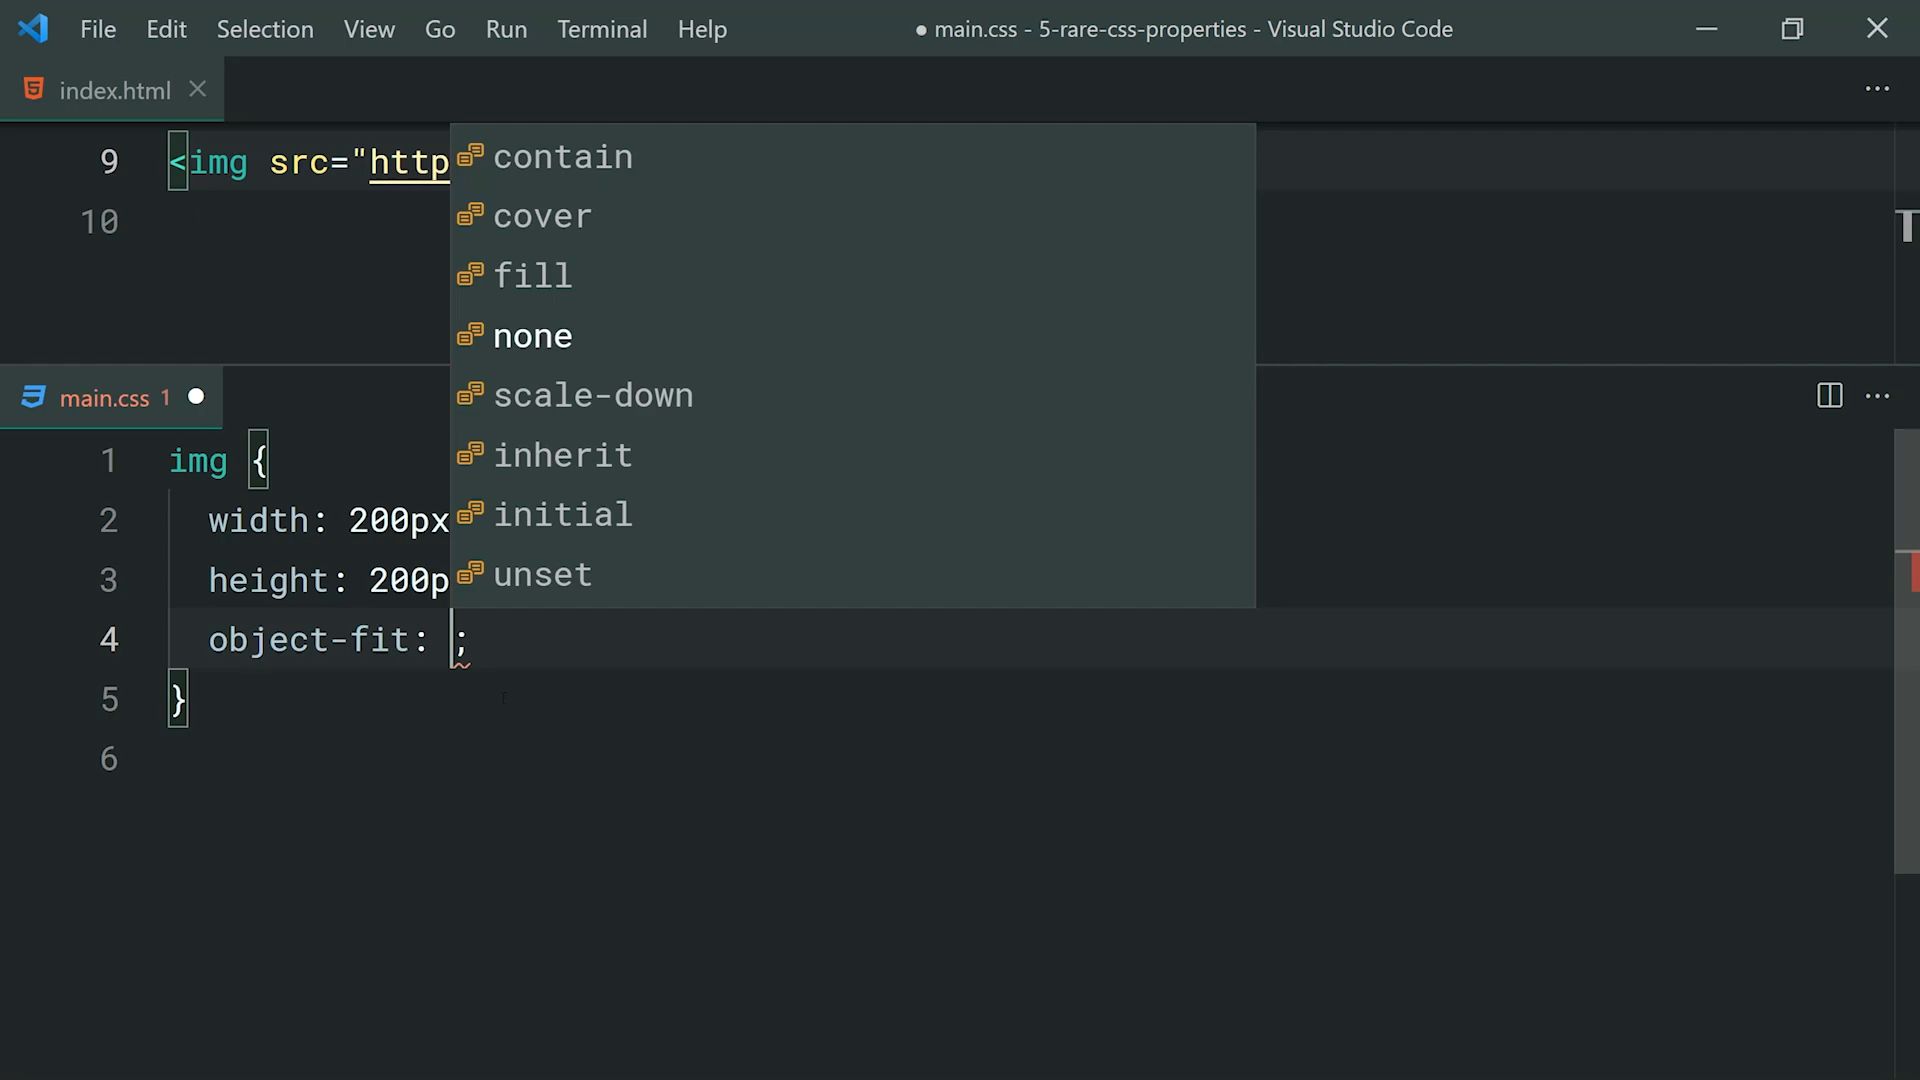 File Edit Selection View Go Run Terminal Help ● main.css - 5-rare-css-properties - Visual Studio Code
index.html
9 <img src="http
10
contain
cover
fill
none
scale-down
inherit
initial
unset
main.css 1
1 img {
2 width: 200px
3 height: 200p
4 object-fit: ;
5 }
6